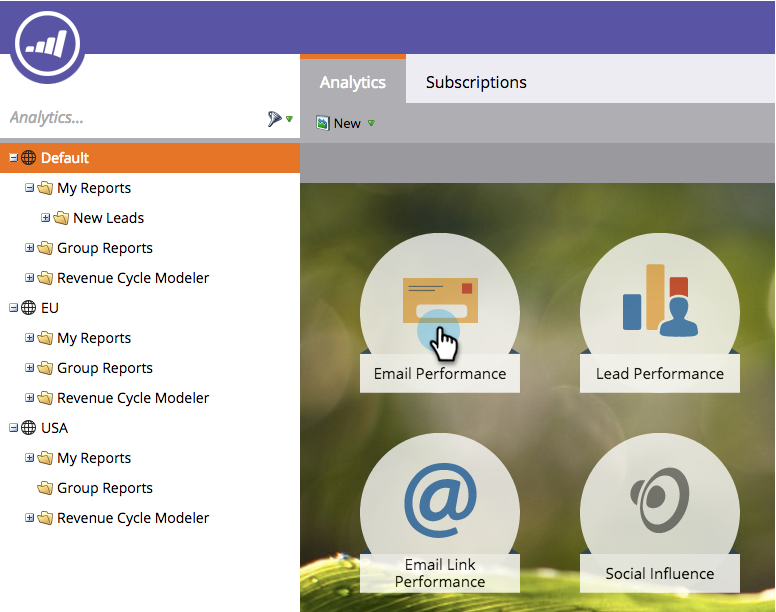 Analytics
Subscriptions
Analytics...
New
Default
My Reports
New Leads
Group Reports
Revenue Cycle Modeler
EU
My Reports
Group Reports
Revenue Cycle Modeler
USA
My Reports
Group Reports
Revenue Cycle Modeler
Email Performance
Lead Performance
@
Email Link
Performance
Social Influence